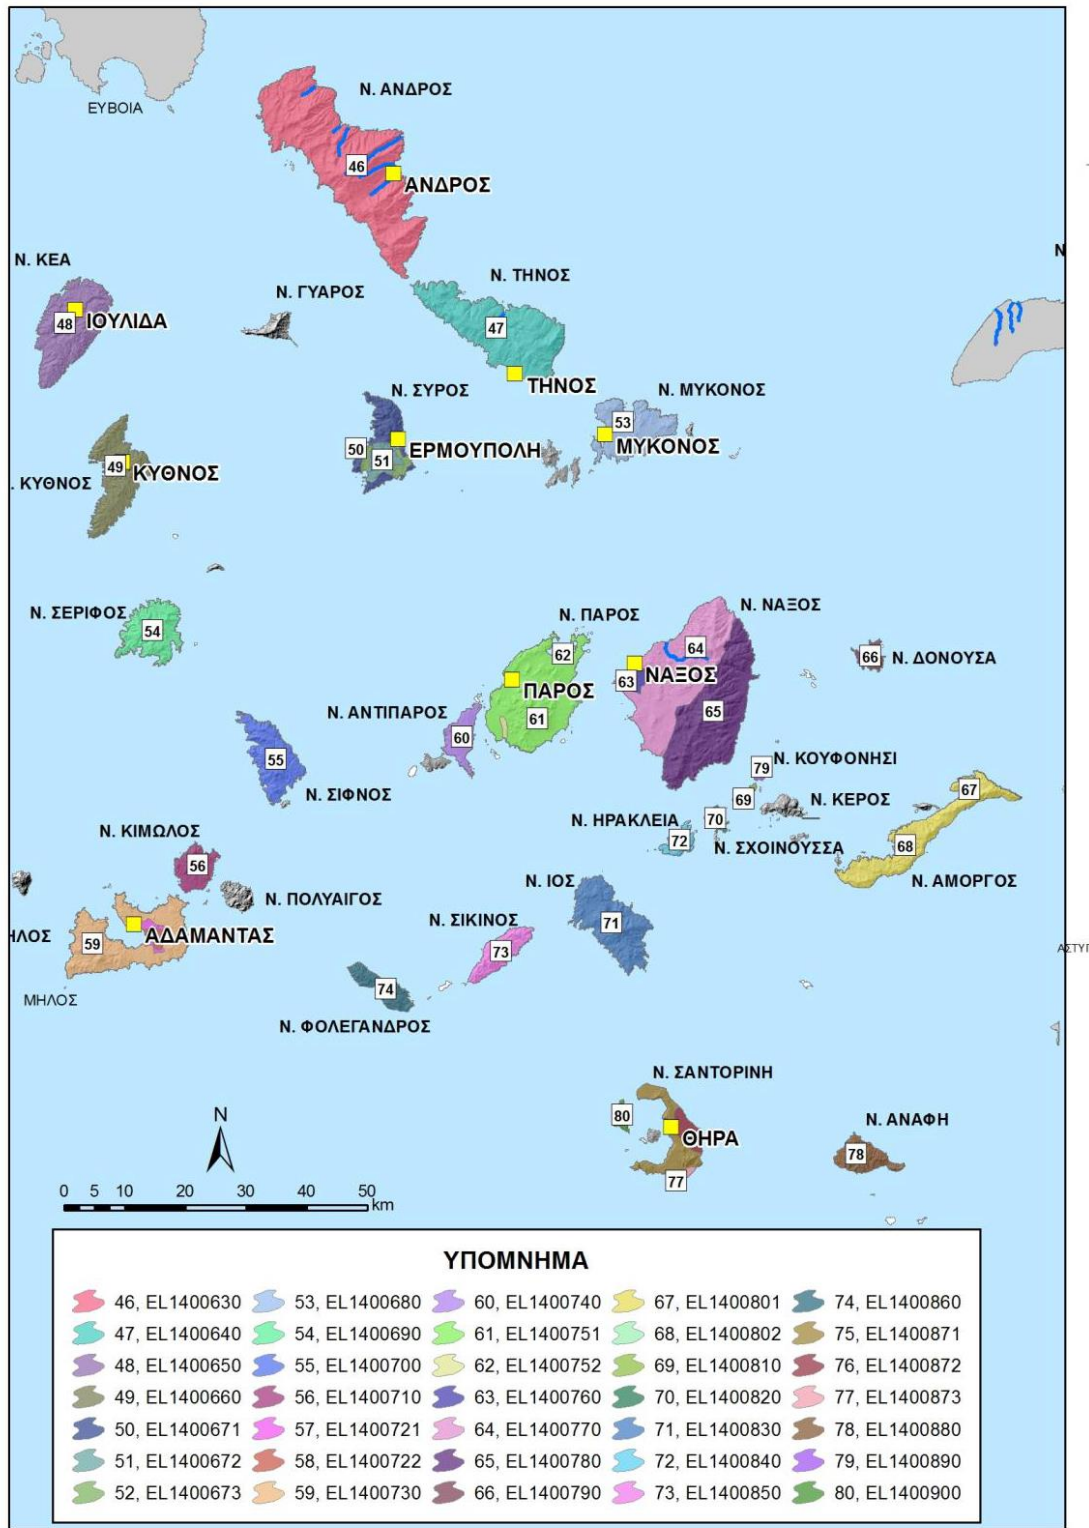 ΕΥΒΟΙΑ
Ν. ΑΝΔΡΟΣ
46
ΑΝΔΡΟΣ
Ν. ΚΕΑ
Ν
Ν. ΓΥΑΡΟΣ
Ν. ΤΗΝΟΣ
48
ΙΟΥΛΙΔΑ
47
ΤΗΝΟΣ
Ν. ΣΥΡΟΣ
Ν. ΜΥΚΟΝΟΣ
53
50
51
ΕΡΜΟΥΠΟΛΗ
ΜΥΚΟΝΟΣ
49
ΚΥΘΝΟΣ
. ΚΥΘΝΟΣ
Ν. ΣΕΡΙΦΟΣ
54
Ν. ΠΑΡΟΣ
Ν. ΝΑΞΟΣ
62
64
66
Ν. ΔΟΝΟΥΣΑ
63
ΝΑΞΟΣ
ΠΑΡΟΣ
Ν. ΑΝΤΙΠΑΡΟΣ
61
65
60
55
Ν. ΣΙΦΝΟΣ
79
Ν. ΚΟΥΦΟΝΗΣΙ
67
69
Ν. ΚΕΡΟΣ
Ν. ΗΡΑΚΛΕΙΑ
70
72
Ν. ΣΧΟΙΝΟΥΣΣΑ
68
Ν. ΑΜΟΡΓΟΣ
Ν. ΚΙΜΩΛΟΣ
56
Ν. ΠΟΛΥΑΙΓΟΣ
Ν. ΙΟΣ
71
Ν. ΣΙΚΙΝΟΣ
73
ΗΛΟΣ
59
ΑΔΑΜΑΝΤΑΣ
ΑΣΤΥΠ
ΜΗΛΟΣ
74
Ν. ΦΟΛΕΓΑΝΔΡΟΣ
Ν. ΣΑΝΤΟΡΙΝΗ
80
ΘΗΡΑ
77
Ν. ΑΝΑΦΗ
78
N
0 5 10 20 30 40 50
km
ΥΠΟΜΝΗΜΑ
46, EL1400630
47, EL1400640
48, EL1400650
49, EL1400660
50, EL1400671
51, EL1400672
52, EL1400673
53, EL1400680
54, EL1400690
55, EL1400700
56, EL1400710
57, EL1400721
58, EL1400722
59, EL1400730
60, EL1400740
61, EL1400751
62, EL1400752
63, EL1400760
64, EL1400770
65, EL1400780
66, EL1400790
67, EL1400801
68, EL1400802
69, EL1400810
70, EL1400820
71, EL1400830
72, EL1400840
73, EL1400850
74, EL1400860
75, EL1400871
76, EL1400872
77, EL1400873
78, EL1400880
79, EL1400890
80, EL1400900